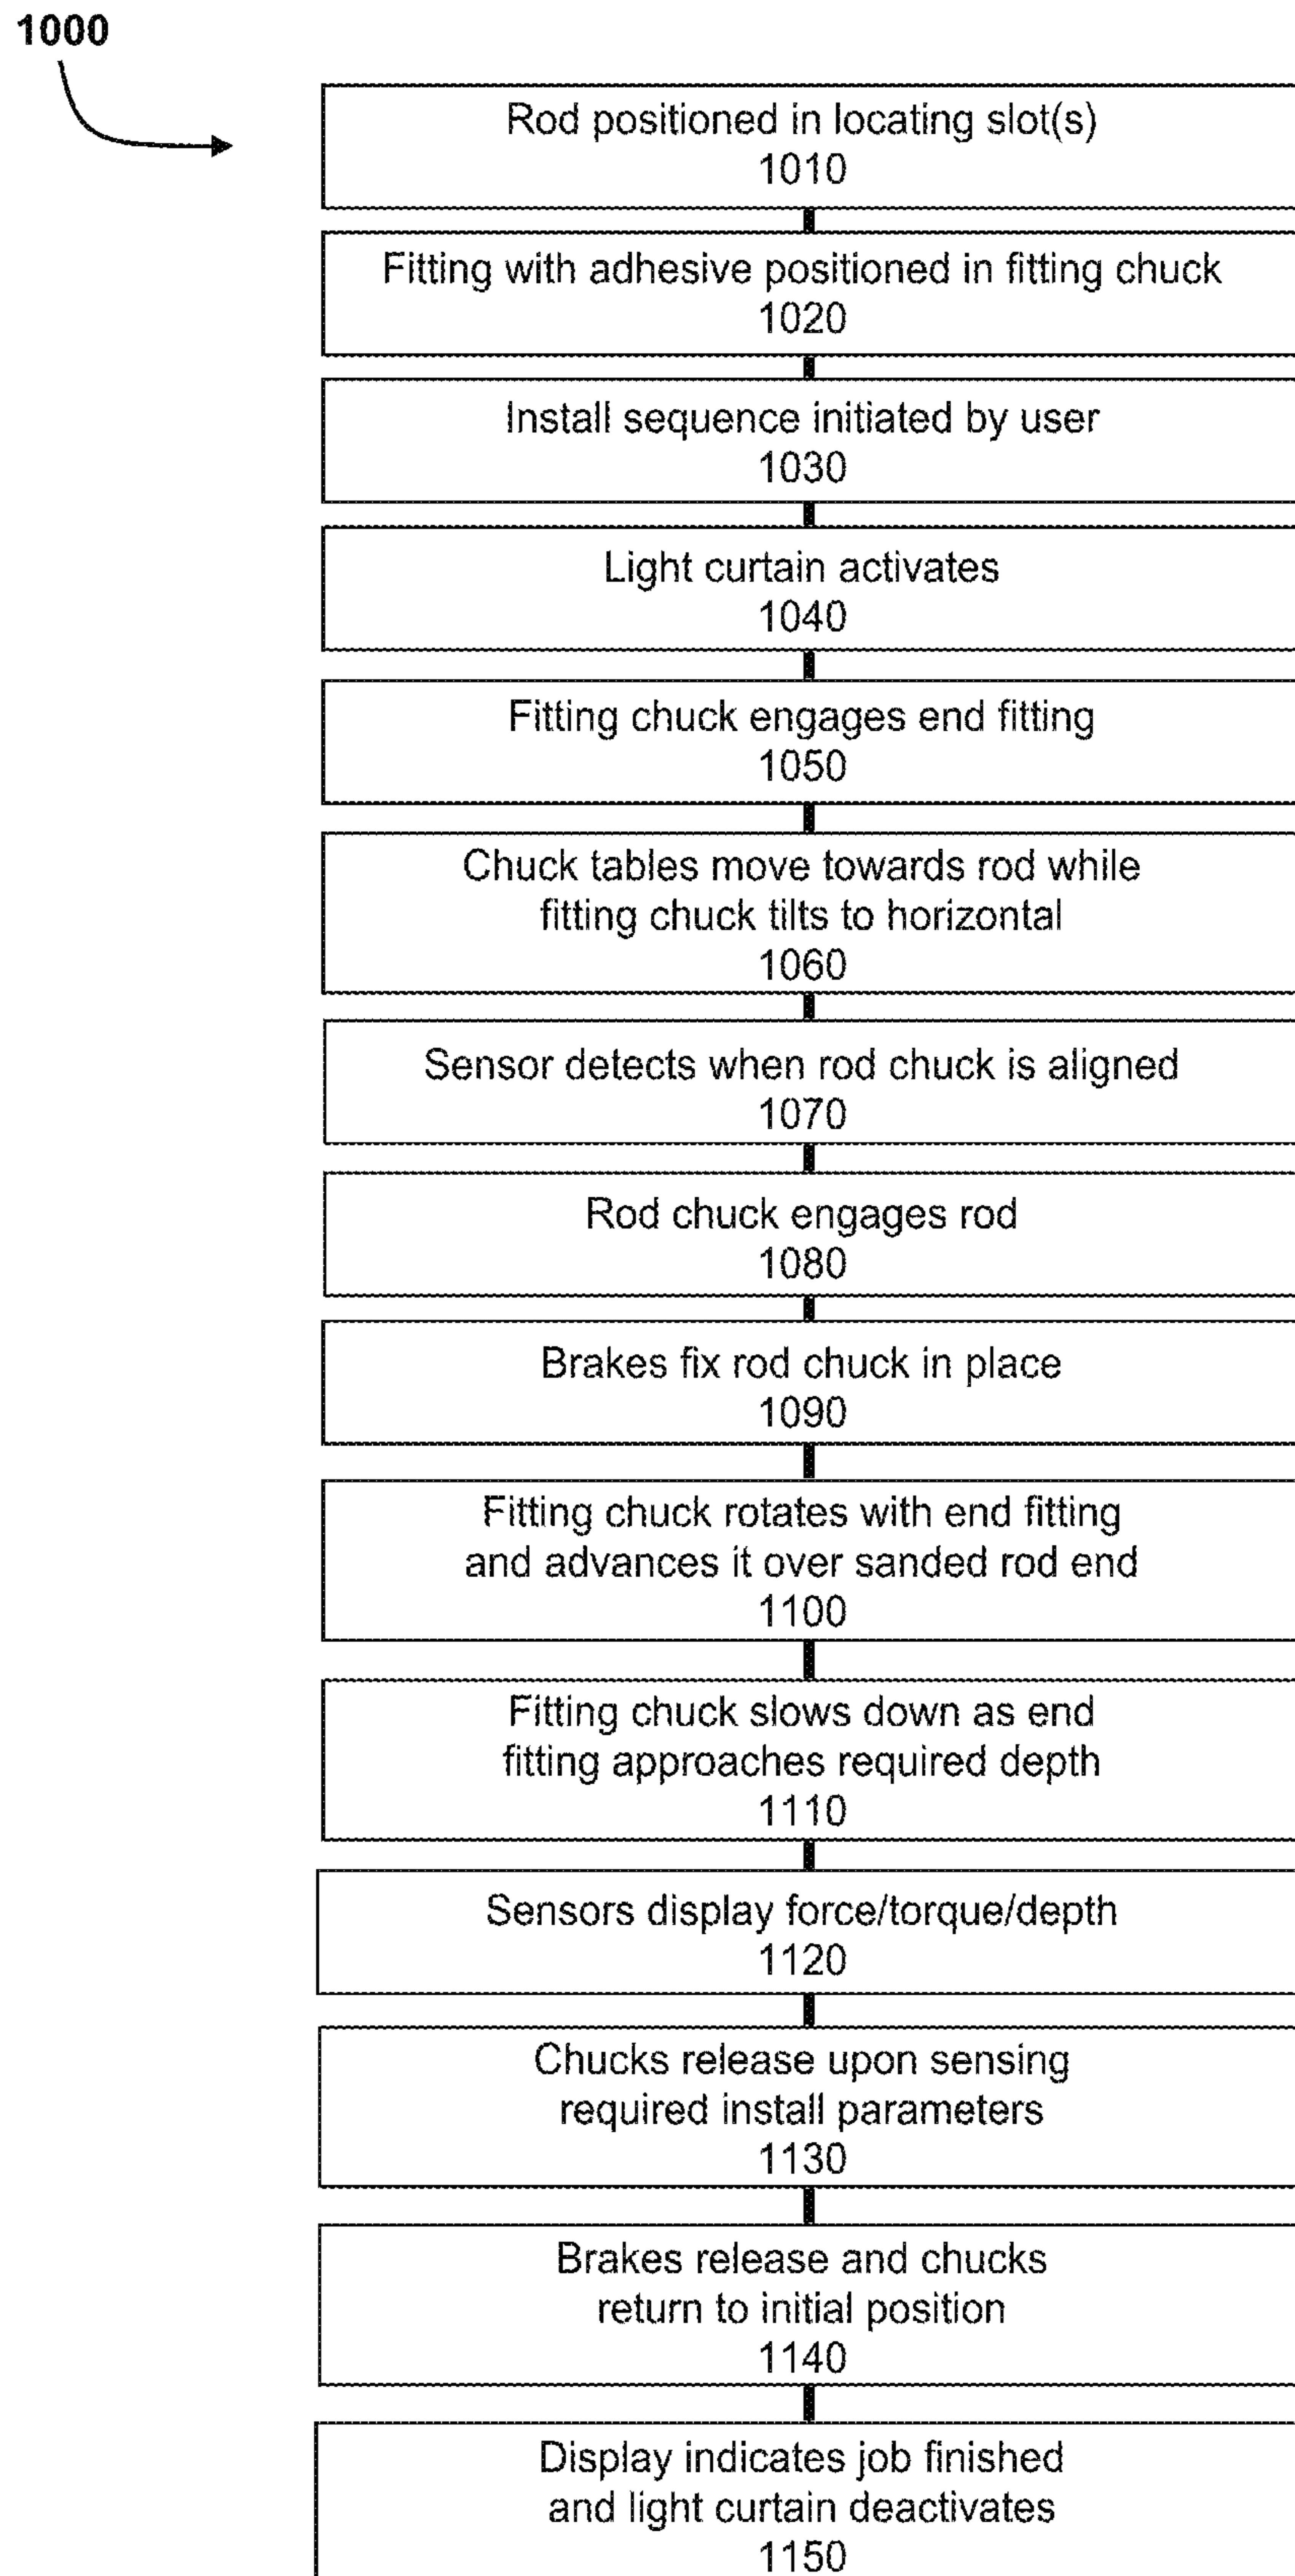 1000
Rod positioned in locating slot(s)
1010
Fitting with adhesive positioned in fitting chuck
1020
Install sequence initiated by user
1030
Light curtain activates
1040
Fitting chuck engages end fitting
1050
Chuck tables move towards rod while
fitting chuck tilts to horizontal
1060
Sensor detects when rod chuck is aligned
1070
Rod chuck engages rod
1080
Brakes fix rod chuck in place
1090
Fitting chuck rotates with end fitting
and advances it over sanded rod end
1100
Fitting chuck slows down as end
fitting approaches required depth
1110
Sensors display force/torque/depth
1120
Chucks release upon sensing
required install parameters
1130
Brakes release and chucks
return to initial position
1140
Display indicates job finished
and light curtain deactivates
1150